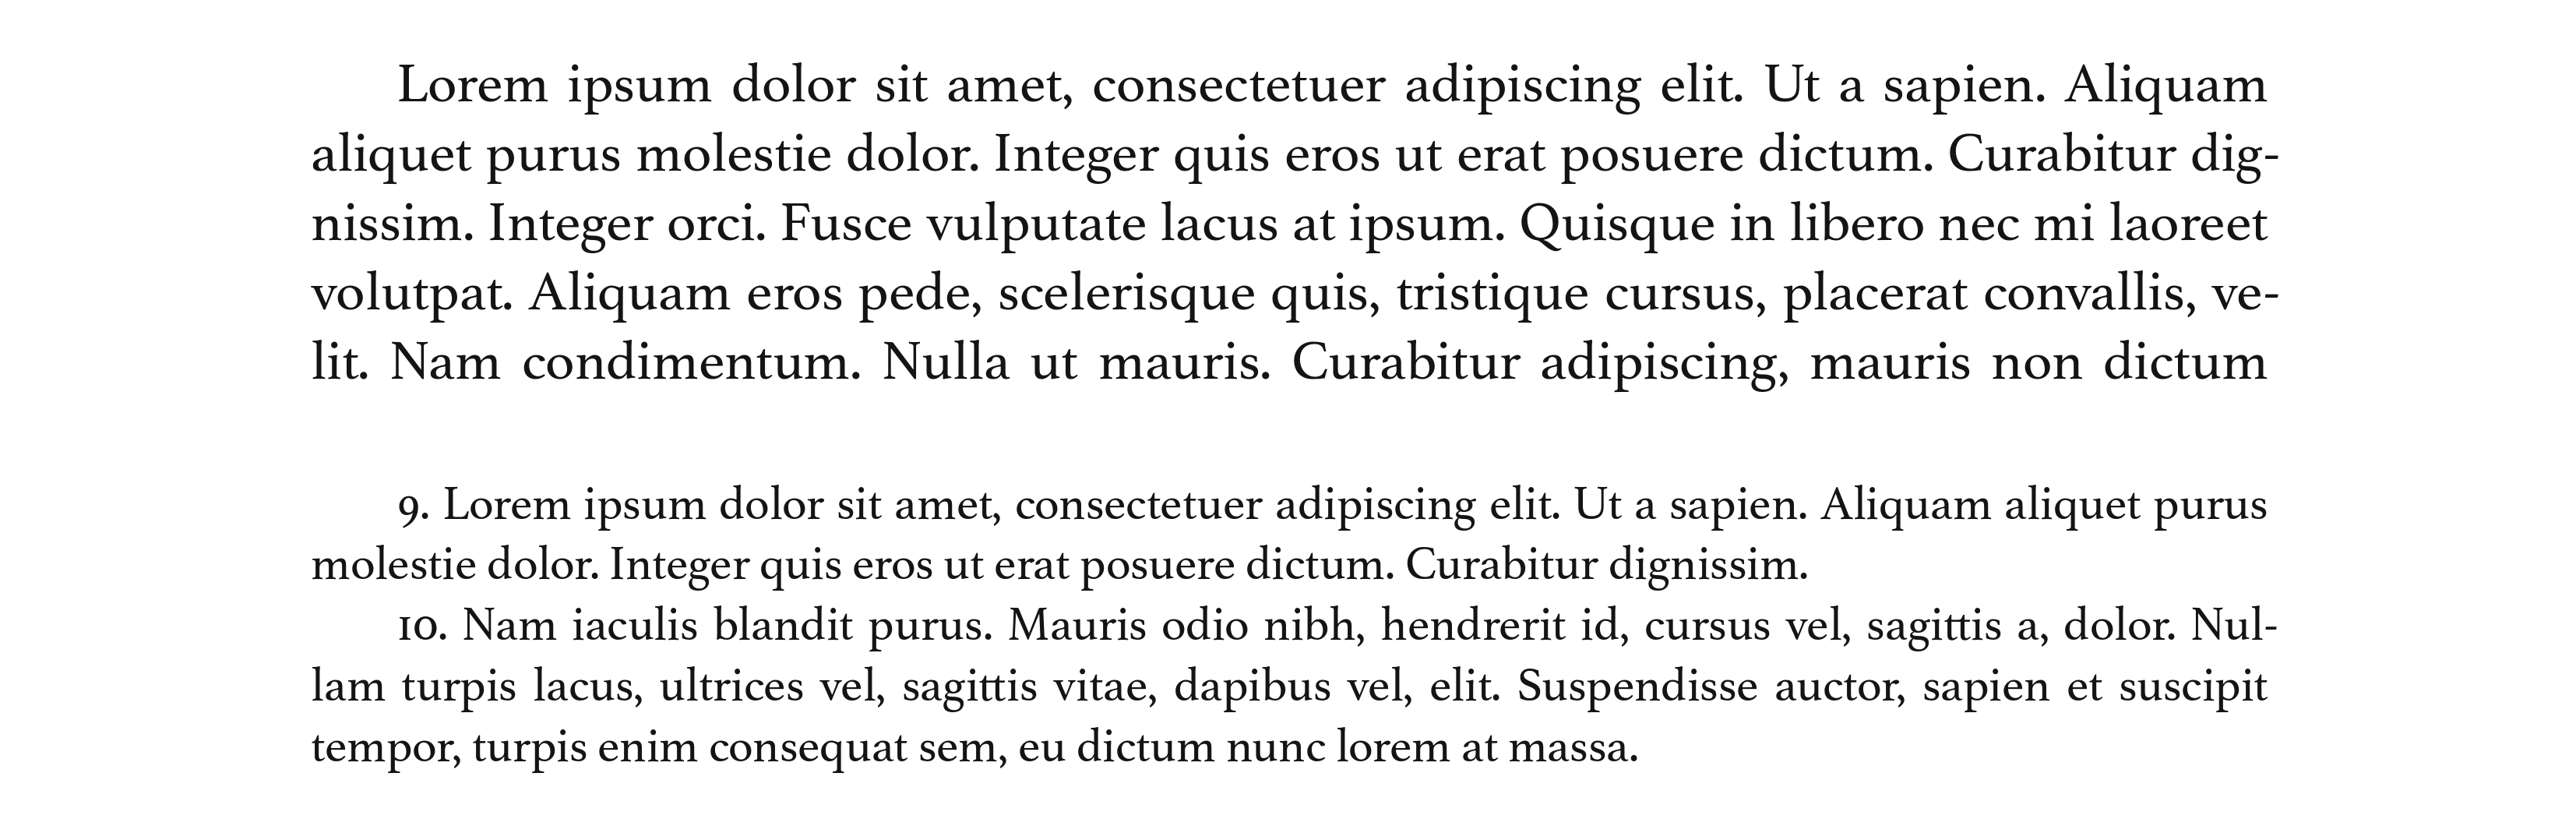 Lorem ipsum dolor sit amet, consectetuer adipiscing elit. Ut a sapien. Aliquam
aliquet purus molestie dolor. Integer quis eros ut erat posuere dictum. Curabitur dig-
nissim. Integer orci. Fusce vulputate lacus at ipsum. Quisque in libero nec mi laoreet
volutpat. Aliquam eros pede, scelerisque quis, tristique cursus, placerat convallis, ve-
lit. Nam condimentum. Nulla ut mauris. Curabitur adipiscing, mauris non dictum
9. Lorem ipsum dolor sit amet, consectetuer adipiscing elit. Ut a sapien. Aliquam aliquet purus
molestie dolor. Integer quis eros ut erat posuere dictum. Curabitur dignissim.
10. Nam iaculis blandit purus. Mauris odio nibh, hendrerit id, cursus vel, sagittis a, dolor. Nul-
lam turpis lacus, ultrices vel, sagittis vitae, dapibus vel, elit. Suspendisse auctor, sapien et suscipit
tempor, turpis enim consequat sem, eu dictum nunc lorem at massa.